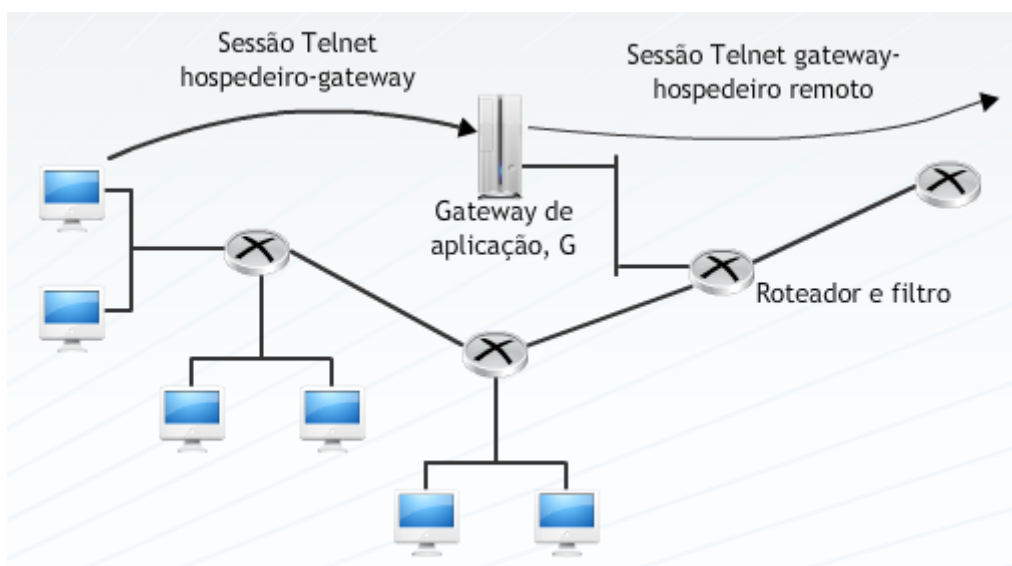 Sessão Telnet
hospedeiro-gateway
Sessão Telnet gateway-
hospedeiro remoto
Gateway de
aplicação, G
Roteador e filtro